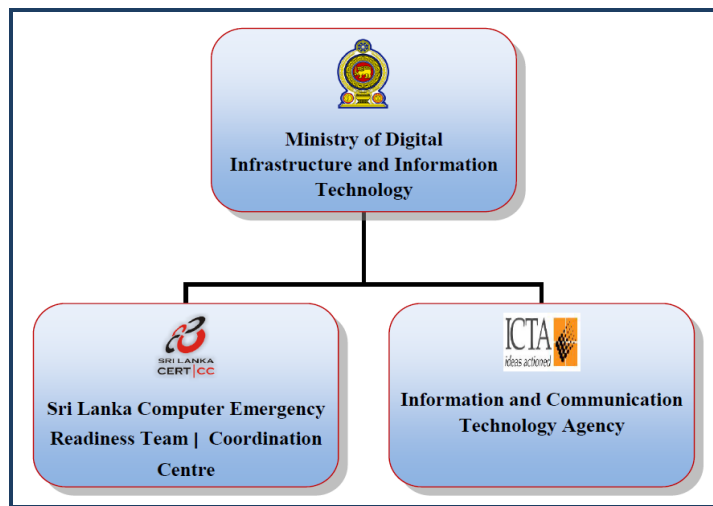 Ministry of Digital
Infrastructure and Information
Technology
SRI LANKA
CERT|CC
Sri Lanka Computer Emergency
Readiness Team | Coordination
Centre
ICTA
ideas actioned
Information and Communication
Technology Agency